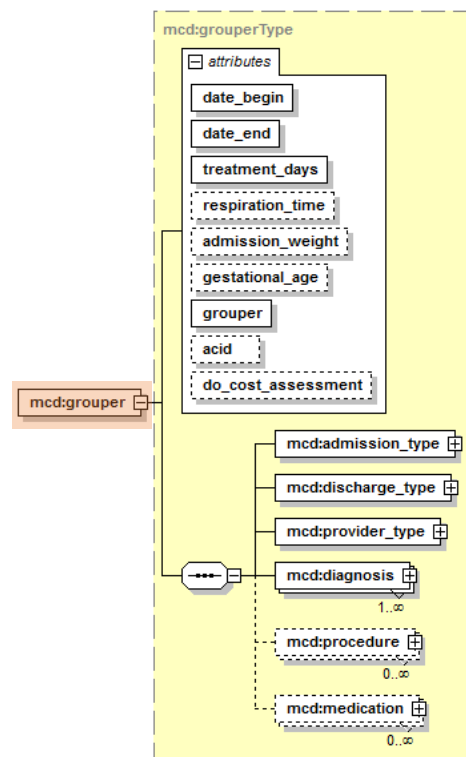 mcd:grouperType
attributes
date_begin
date_end
treatment_days
respiration_time
admission_weight
gestational_age
grouper
acid
do_cost_assessment
mcd:grouper
mcd:admission_type
mcd:discharge_type
mcd:provider_type
mcd:diagnosis
1..∞
mcd:procedure
0..∞
mcd:medication
0..∞